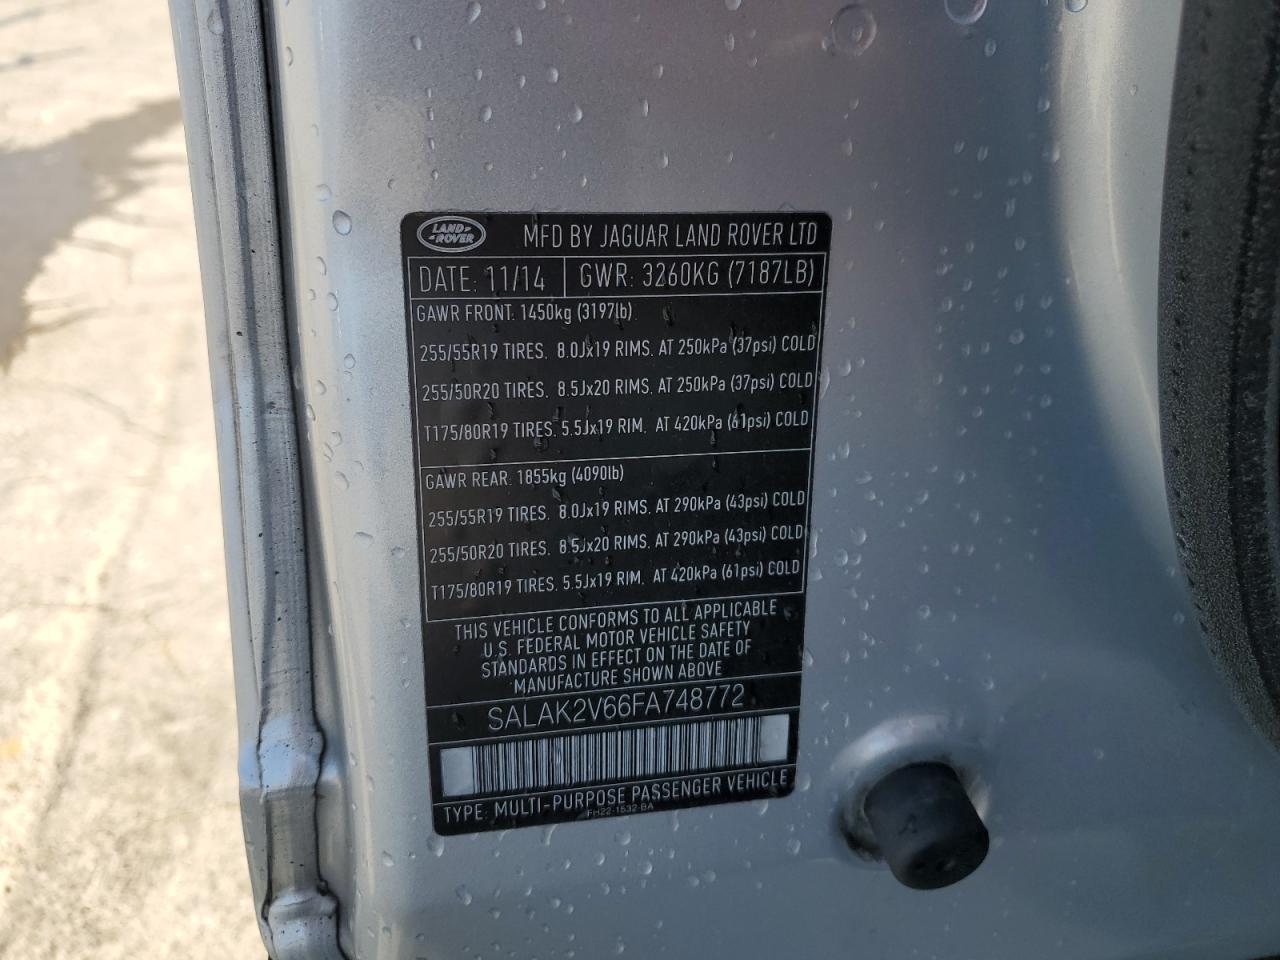 LAND ROVER
MFD BY JAGUAR LAND ROVER LTD
DATE: 11/14 GWR: 3260KG (7187LB)
GAWR FRONT: 1450kg (3197lb)
255/55R19 TIRES. 8.0Jx19 RIMS. AT 250kPa (37psi) COLD
255/50R20 TIRES. 8.5Jx20 RIMS. AT 250kPa (37psi) COLD
T175/80R19 TIRES. 5.5Jx19 RIM. AT 420kPa (61psi) COLD
GAWR REAR: 1855kg (4090lb)
255/55R19 TIRES. 8.0Jx19 RIMS. AT 290kPa (43psi) COLD
255/50R20 TIRES. 8.5Jx20 RIMS. AT 290kPa (43psi) COLD
T175/80R19 TIRES. 5.5Jx19 RIM. AT 420kPa (61psi) COLD
THIS VEHICLE CONFORMS TO ALL APPLICABLE
U.S. FEDERAL MOTOR VEHICLE SAFETY
STANDARDS IN EFFECT ON THE DATE OF
MANUFACTURE SHOWN ABOVE
SALAK2V66FA748772
TYPE: MULTI-PURPOSE PASSENGER VEHICLE
FH22-1532-BA